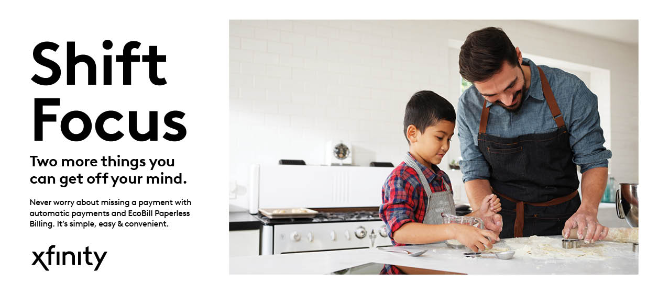 Shift
Focus
Two more things you
can get off your mind.
Never worry about missing a payment with
automatic payments and EcoBill Paperless
Billing. It's simple, easy & convenient.
xfinity